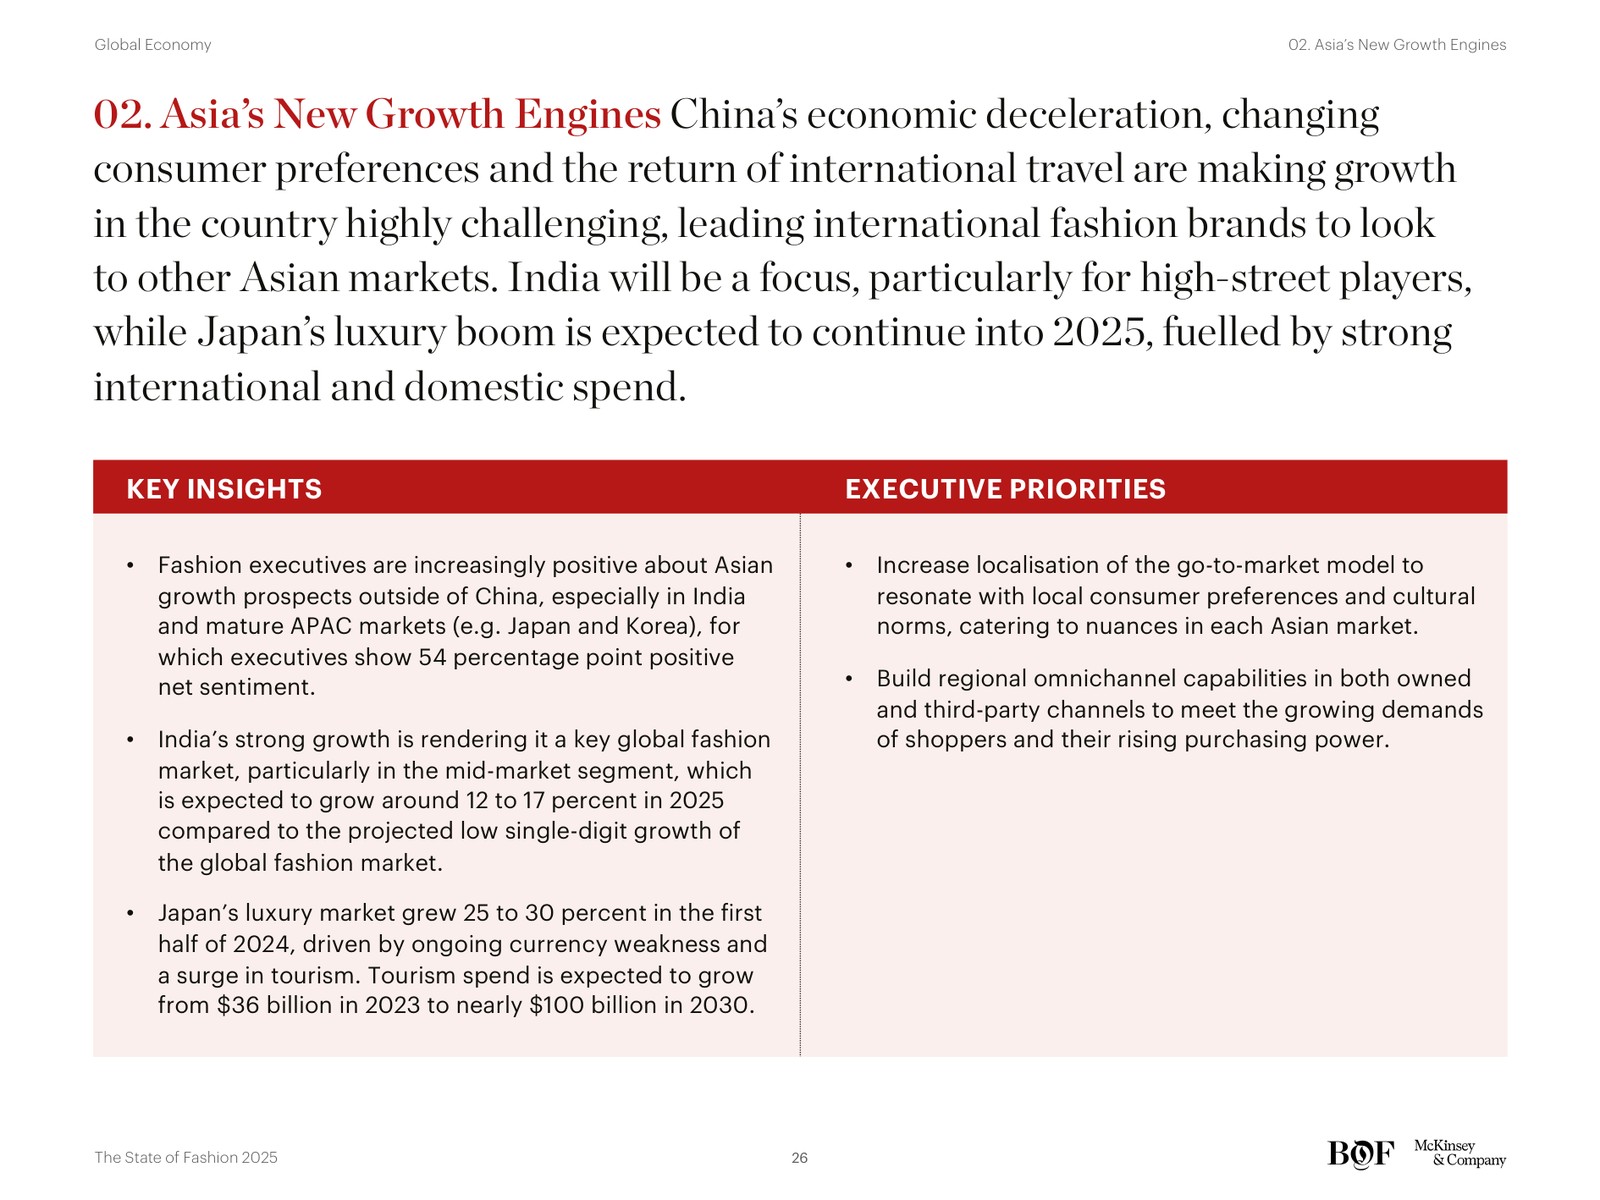 Global Economy
02. Asia’s New Growth Engines
02. Asia’s New Growth Engines China’s economic deceleration, changing
consumer preferences and the return of international travel are making growth
in the country highly challenging, leading international fashion brands to look
to other Asian markets. India will be a focus, particularly for high-street players,
while Japan’s luxury boom is expected to continue into 2025, fuelled by strong
international and domestic spend.
KEY INSIGHTS
• Fashion executives are increasingly positive about Asian
growth prospects outside of China, especially in India
and mature APAC markets (e.g. Japan and Korea), for
which executives show 54 percentage point positive
net sentiment.
• India’s strong growth is rendering it a key global fashion
market, particularly in the mid-market segment, which
is expected to grow around 12 to 17 percent in 2025
compared to the projected low single-digit growth of
the global fashion market.
• Japan’s luxury market grew 25 to 30 percent in the first
half of 2024, driven by ongoing currency weakness and
a surge in tourism. Tourism spend is expected to grow
from $36 billion in 2023 to nearly $100 billion in 2030.
EXECUTIVE PRIORITIES
• Increase localisation of the go-to-market model to
resonate with local consumer preferences and cultural
norms, catering to nuances in each Asian market.
• Build regional omnichannel capabilities in both owned
and third-party channels to meet the growing demands
of shoppers and their rising purchasing power.
The State of Fashion 2025
26
BOF
McKinsey
& Company